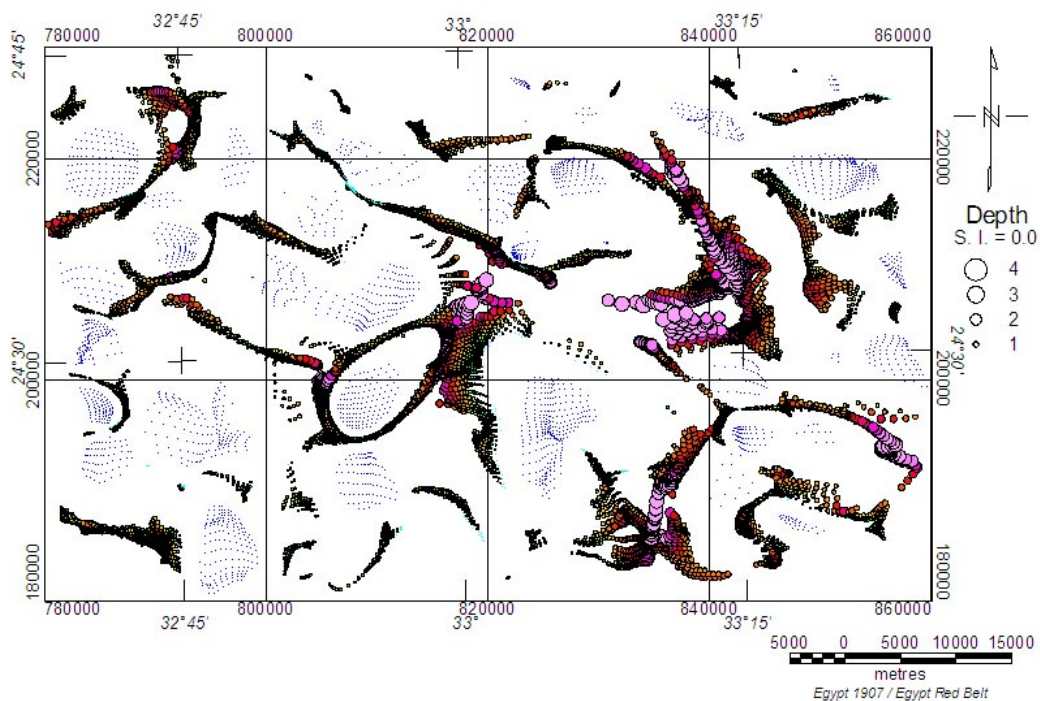 32°45' 33° 33°15'
780000 800000 820000 840000 860000
24°45'
220000 220000
N
Depth
S. I. = 0.0
4
3
2
1
24°30' 24°30'
200000 200000
180000 180000
780000 800000 820000 840000 860000
32°45' 33° 33°15'
5000 0 5000 10000 15000
metres
Egypt 1907 / Egypt Red Belt